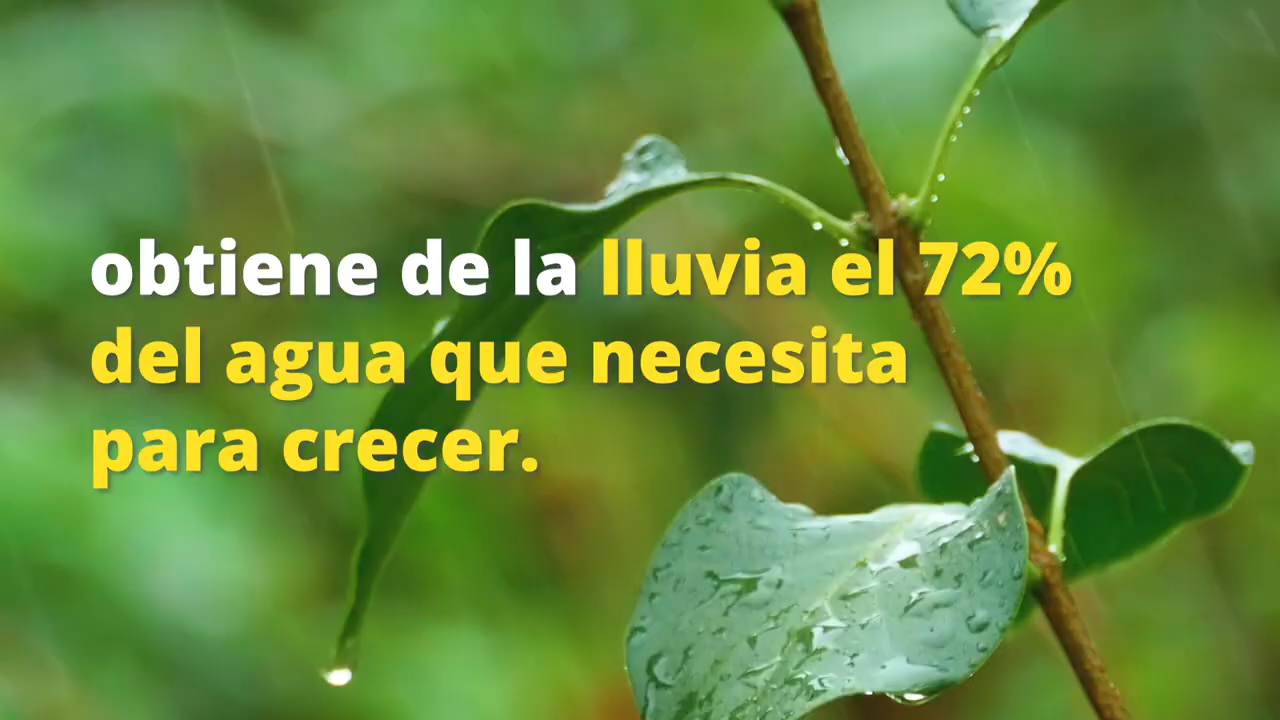 obtiene de la lluvia el 72%
del agua que necesita
para crecer.